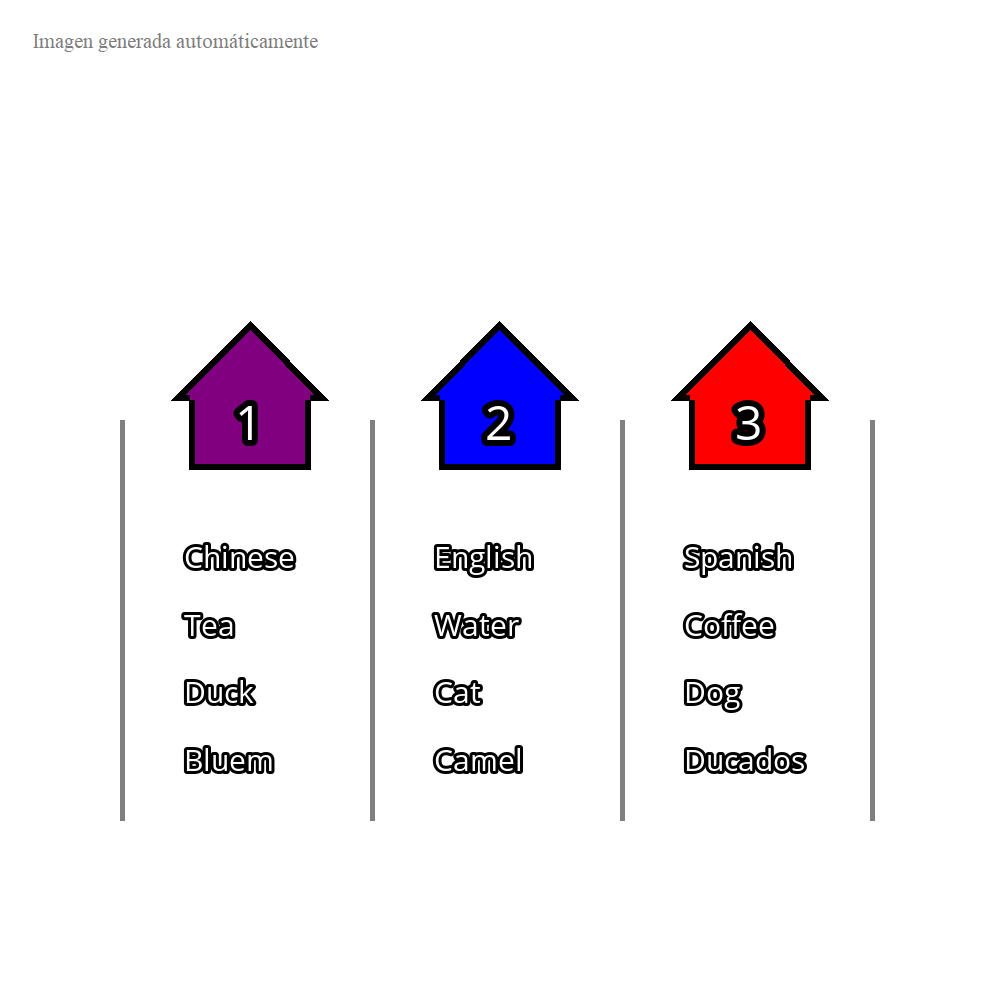 Imagen generada automáticamente
1 2 3
Chinese English Spanish
Tea Water Coffee
Duck Cat Dog
Bluem Camel Ducados